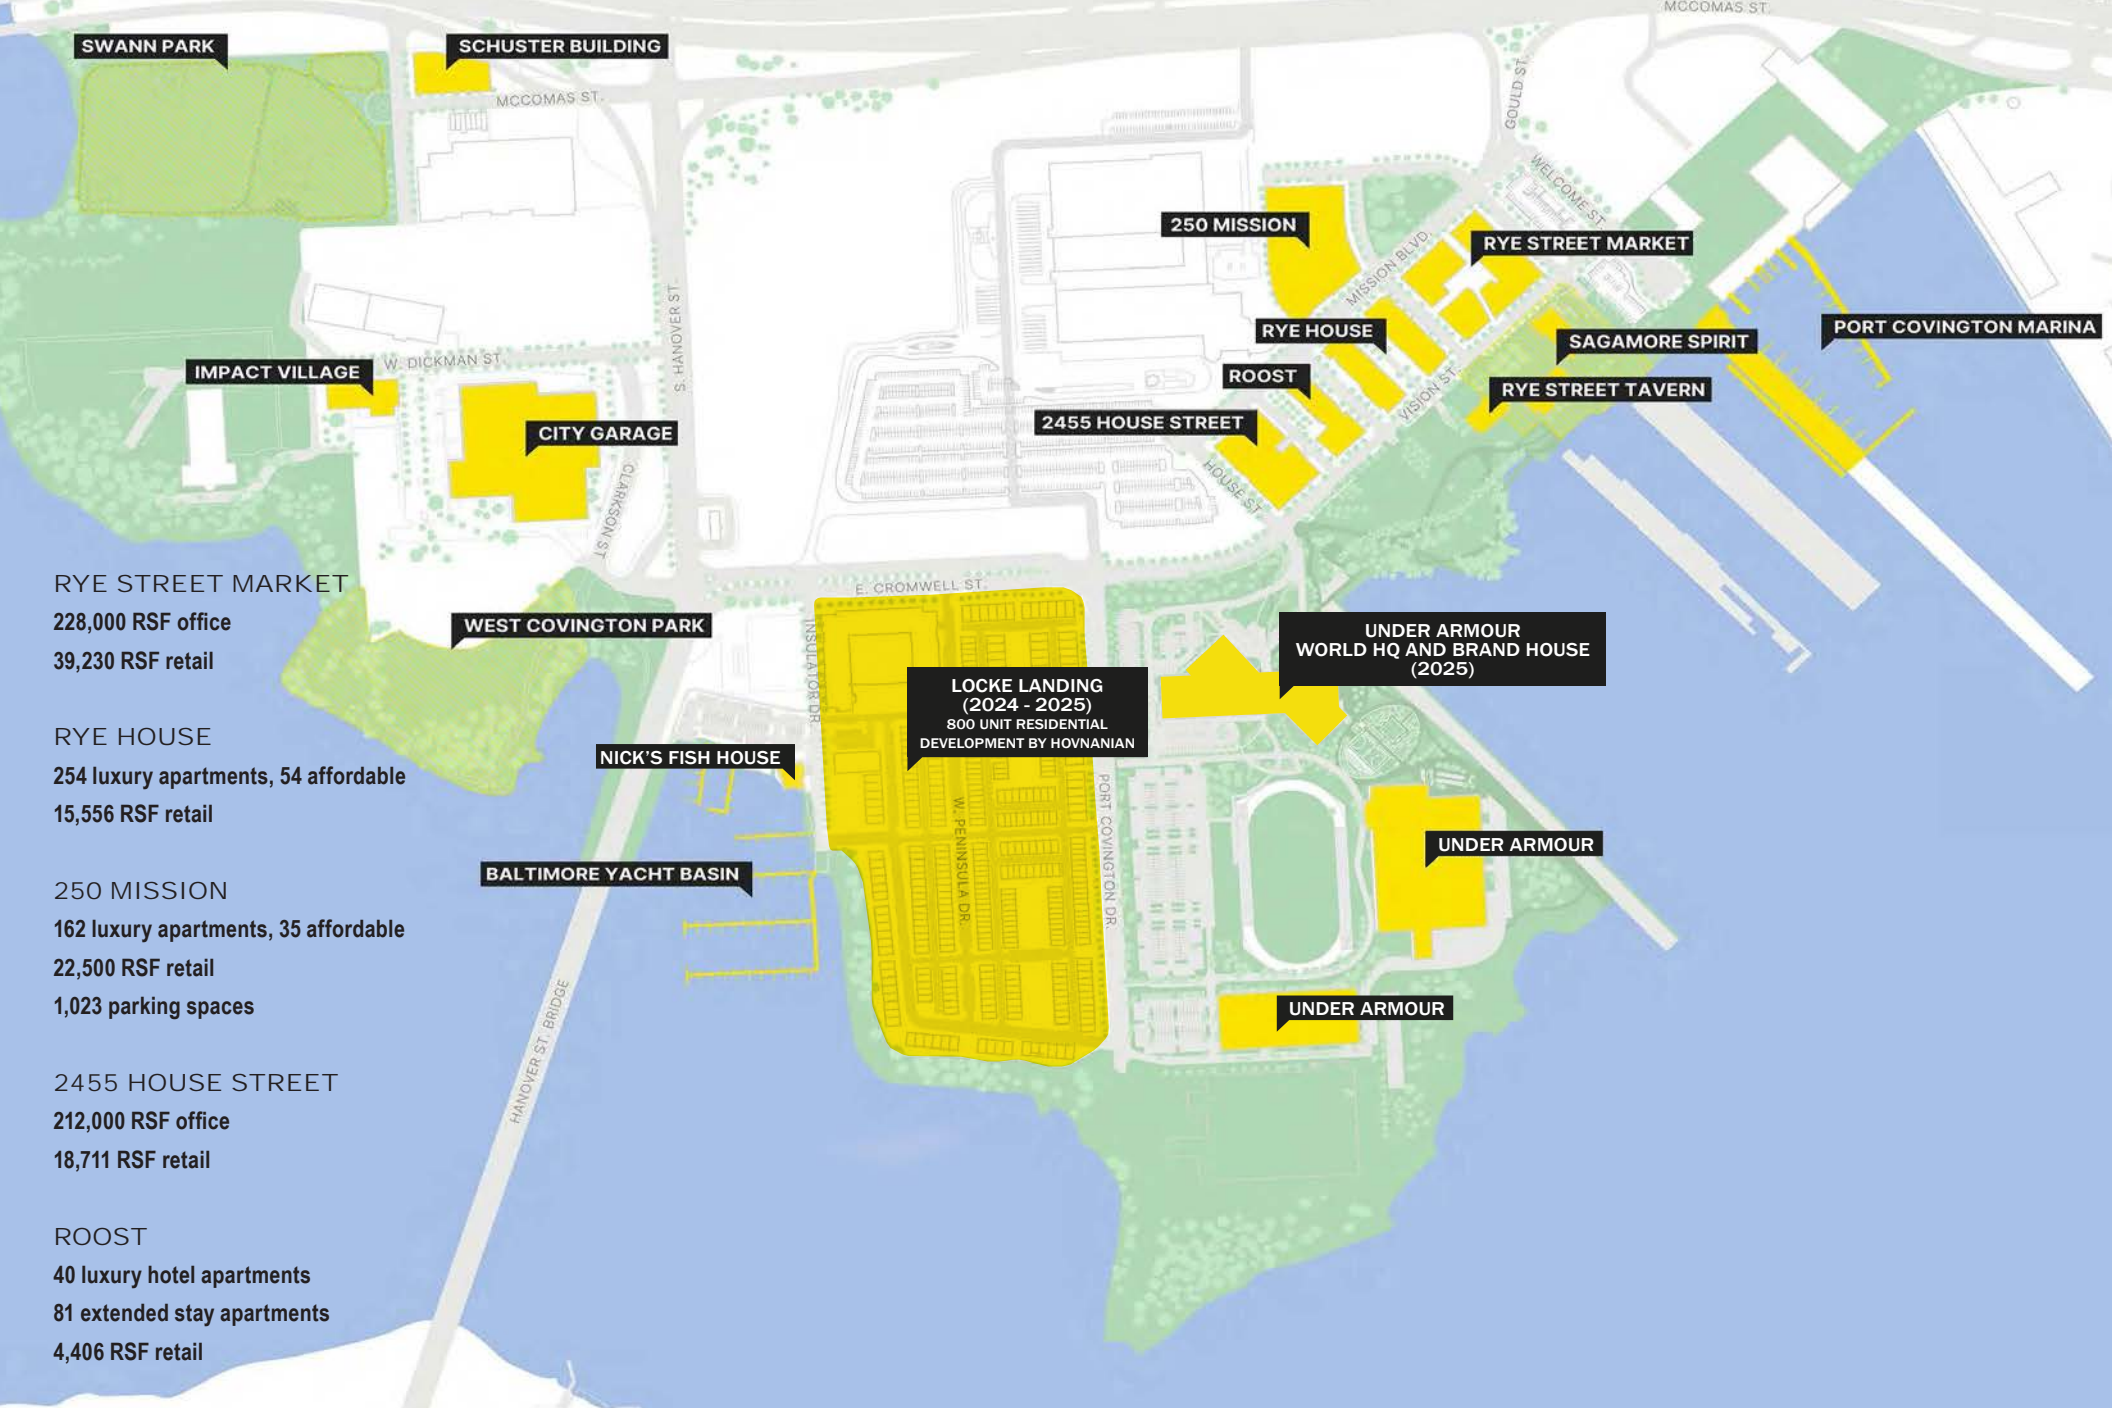 MCCOMAS ST.
SWANN PARK
SCHUSTER BUILDING
MCCOMAS ST.
GOULD ST.
WELCOME ST.
250 MISSION
MISSION BLVD.
RYE STREET MARKET
S. HANOVER ST.
RYE HOUSE
SAGAMORE SPIRIT
PORT COVINGTON MARINA
W. DICKMAN ST.
IMPACT VILLAGE
ROOST
RYE STREET TAVERN
VISION ST.
2455 HOUSE STREET
CITY GARAGE
HOUSE ST.
CLARKSON ST.
E. CROMWELL ST.
WEST COVINGTON PARK
INSULATOR DR.
UNDER ARMOUR
WORLD HQ AND BRAND HOUSE
(2025)
LOCKE LANDING
(2024 - 2025)
800 UNIT RESIDENTIAL
DEVELOPMENT BY HOVNANIAN
NICK'S FISH HOUSE
W. PENINSULA DR.
PORT COVINGTON DR.
UNDER ARMOUR
BALTIMORE YACHT BASIN
UNDER ARMOUR
HANOVER ST. BRIDGE
RYE STREET MARKET
228,000 RSF office
39,230 RSF retail
RYE HOUSE
254 luxury apartments, 54 affordable
15,556 RSF retail
250 MISSION
162 luxury apartments, 35 affordable
22,500 RSF retail
1,023 parking spaces
2455 HOUSE STREET
212,000 RSF office
18,711 RSF retail
ROOST
40 luxury hotel apartments
81 extended stay apartments
4,406 RSF retail